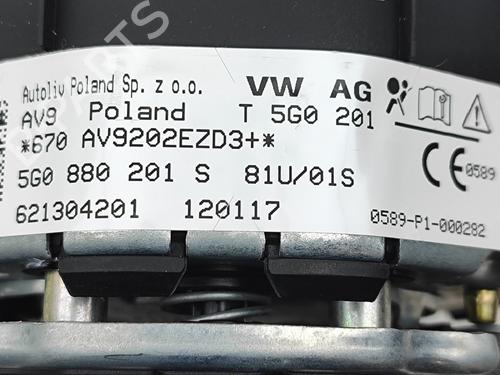 Autoliv Poland Sp. z o.o. VW AG
AV9 Poland T 5G0 201
*670 AV9202EZD3+*
0589
5G0 880 201 S 81U/01S
621304201 120117 0589-P1-000282
PARTS